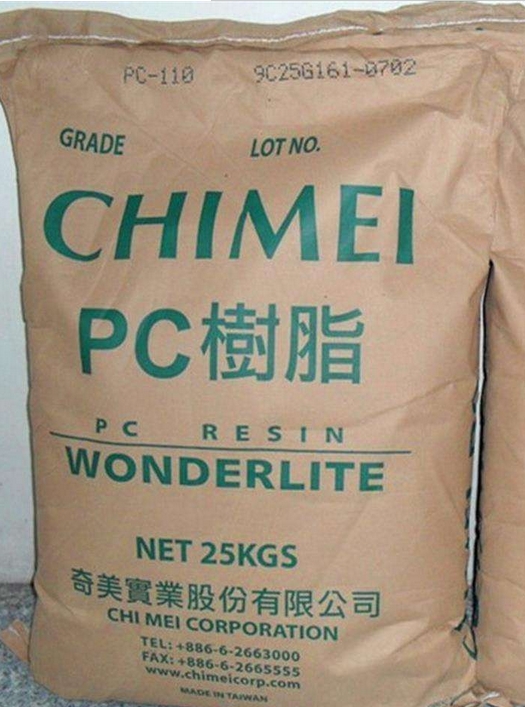 PC-110 9C25G161-0702
GRADE LOT NO.
CHIMEI
PC樹脂
PC RESIN
WONDERLITE
NET 25KGS
奇美實業股份有限公司
CHI MEI CORPORATION
TEL: +886-6-2663000
FAX: +886-6-2665555
www.chimeicorp.com
MADE IN TAIWAN